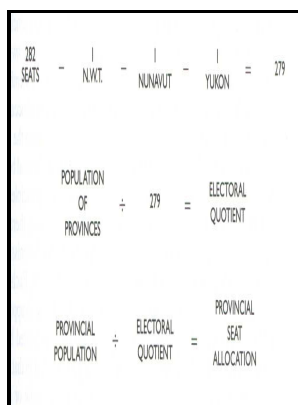 282 SEATS − 1 N.W.T. − 1 NUNAVUT − 1 YUKON = 279
POPULATION OF PROVINCES ÷ 279 = ELECTORAL QUOTIENT
PROVINCIAL POPULATION ÷ ELECTORAL QUOTIENT = PROVINCIAL SEAT ALLOCATION